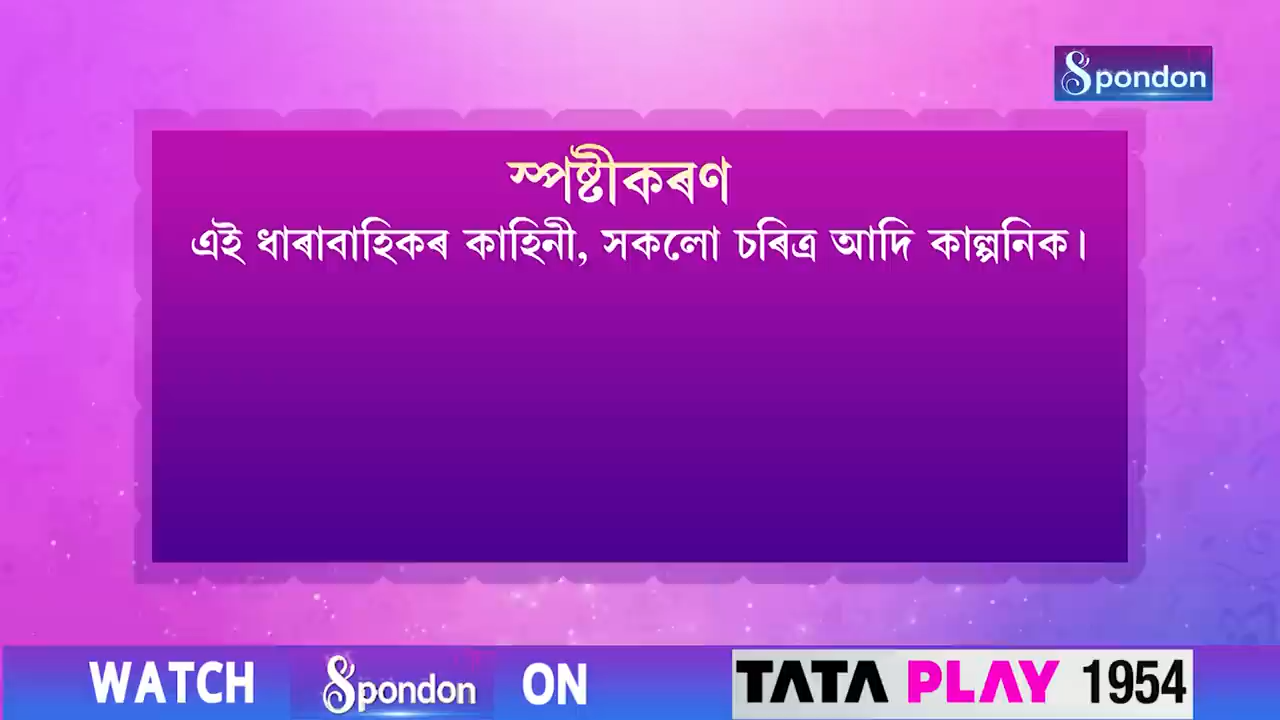 Spondon
স্পষ্টীকৰণ
এই ধাৰাবাহিকৰ কাহিনী, সকলো চৰিত্ৰ আদি কাল্পনিক।
WATCH Spondon ON TATA PLAY 1954